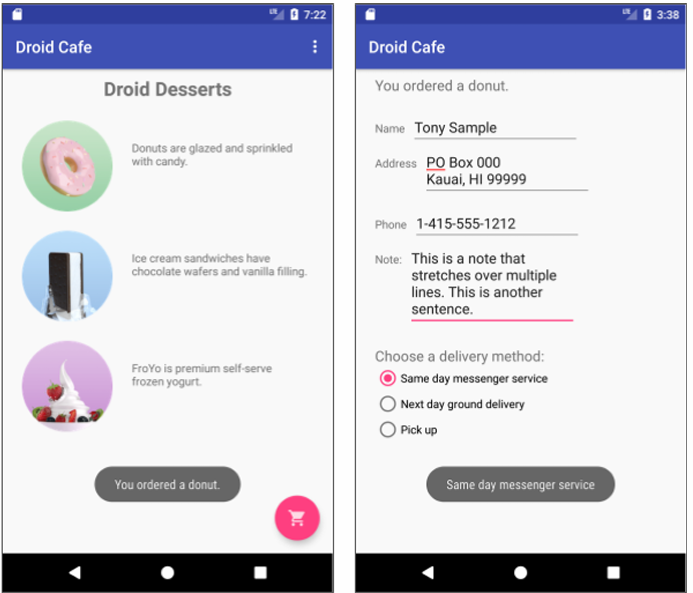 7:22
Droid Cafe
Droid Desserts
Donuts are glazed and sprinkled
with candy.
Ice cream sandwiches have
chocolate wafers and vanilla filling.
FroYo is premium self-serve
frozen yogurt.
You ordered a donut.
LTE 3:38
Droid Cafe
You ordered a donut.
Name Tony Sample
Address PO Box 000
Kauai, HI 99999
Phone 1-415-555-1212
Note: This is a note that
stretches over multiple
lines. This is another
sentence.
Choose a delivery method:
Same day messenger service
Next day ground delivery
Pick up
Same day messenger service